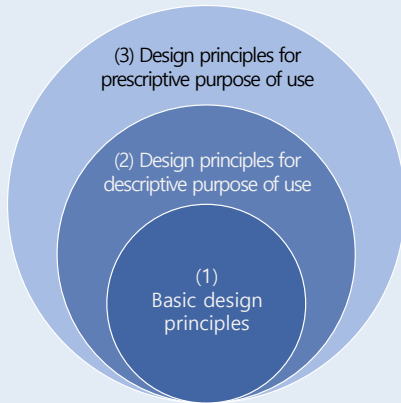 (3) Design principles for
prescriptive purpose of use
(2) Design principles for
descriptive purpose of use
(1)
Basic design
principles